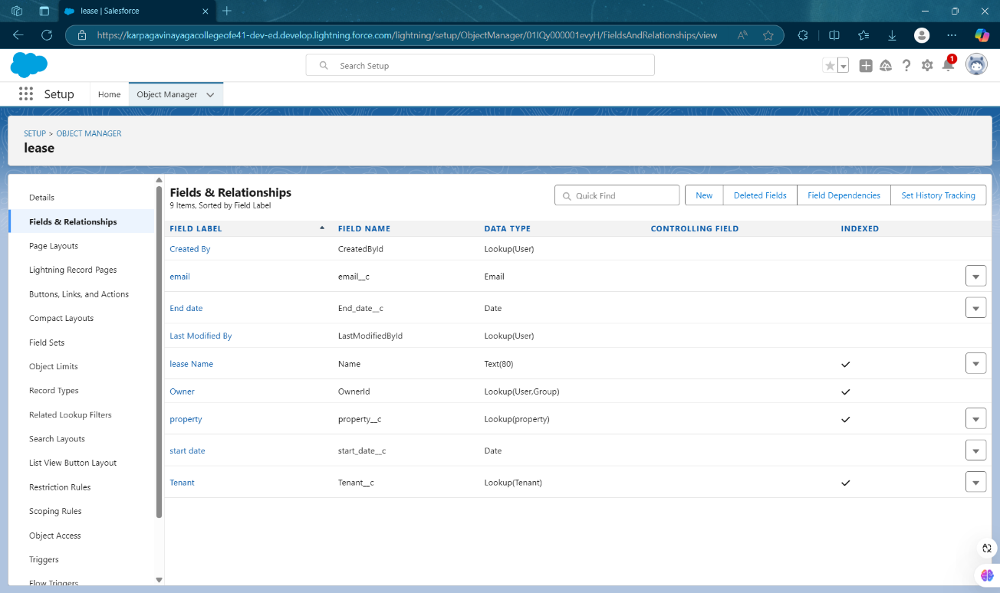 lease | Salesforce
https://karpagavinayagacollegeofe41-dev-ed.develop.lightning.force.com/lightning/setup/ObjectManager/01IQy000001evyH/FieldsAndRelationships/view
Search Setup
1
Setup
Home
Object Manager
SETUP > OBJECT MANAGER
lease
Details
Fields & Relationships
Page Layouts
Lightning Record Pages
Buttons, Links, and Actions
Compact Layouts
Field Sets
Object Limits
Record Types
Related Lookup Filters
Search Layouts
List View Button Layout
Restriction Rules
Scoping Rules
Object Access
Triggers
Flow Triggers
Fields & Relationships
9 Items, Sorted by Field Label
Quick Find
New
Deleted Fields
Field Dependencies
Set History Tracking
FIELD LABEL FIELD NAME DATA TYPE CONTROLLING FIELD INDEXED
Created By CreatedById Lookup(User)
email email__c Email
End date End_date__c Date
Last Modified By LastModifiedById Lookup(User)
lease Name Name Text(80)
Owner OwnerId Lookup(User,Group)
property property__c Lookup(property)
start date start_date__c Date
Tenant Tenant__c Lookup(Tenant)